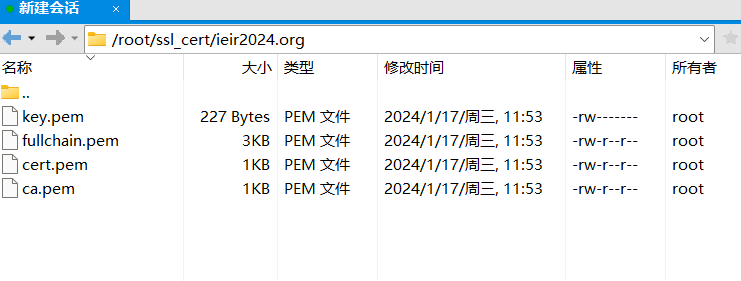 新建会话 ×
/root/ssl_cert/ieir2024.org
名称 大小 类型 修改时间 属性 所有者
..
key.pem 227 Bytes PEM 文件 2024/1/17/周三, 11:53 -rw------- root
fullchain.pem 3KB PEM 文件 2024/1/17/周三, 11:53 -rw-r--r-- root
cert.pem 1KB PEM 文件 2024/1/17/周三, 11:53 -rw-r--r-- root
ca.pem 1KB PEM 文件 2024/1/17/周三, 11:53 -rw-r--r-- root